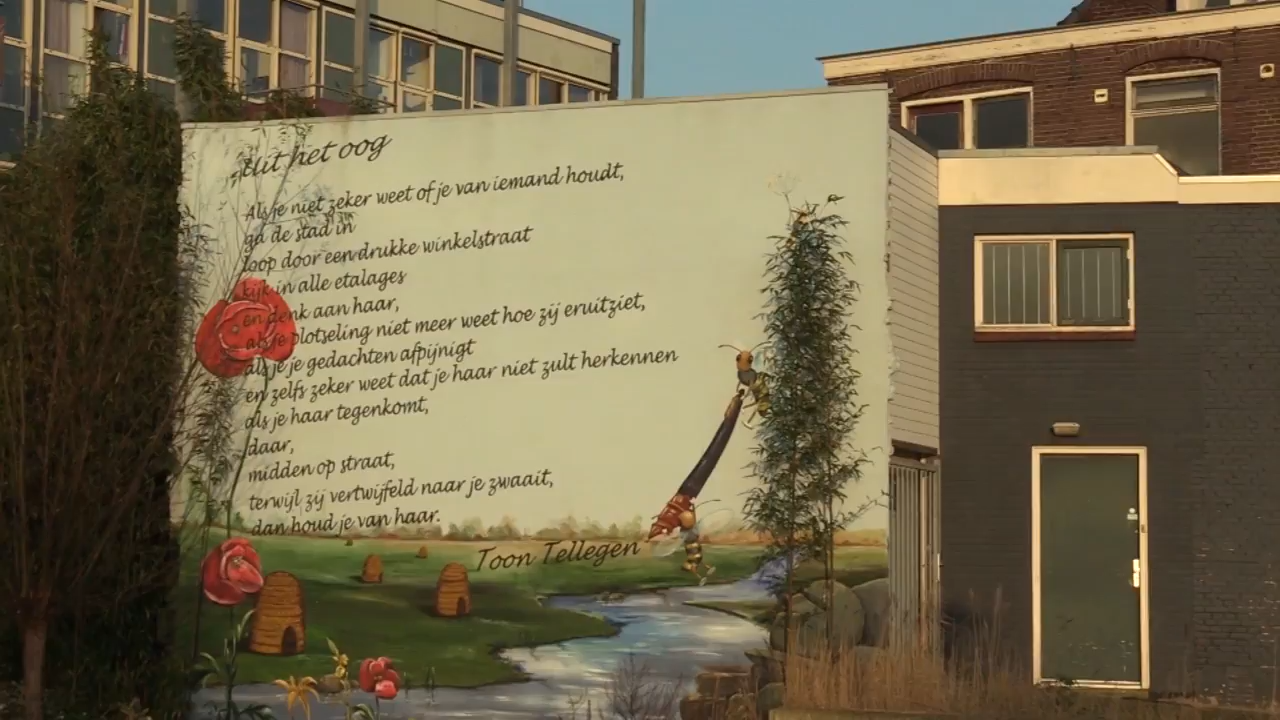 Uit het oog
Als je niet zeker weet of je van iemand houdt,
ga de stad in
loop door een drukke winkelstraat
kijk in alle etalages
en denk aan haar,
als je plotseling niet meer weet hoe zij eruitziet,
als je je gedachten afpijnigt
en zelfs zeker weet dat je haar niet zult herkennen
als je haar tegenkomt,
daar,
midden op straat,
terwijl zij vertwijfeld naar je zwaait,
dan houd je van haar.
Toon Tellegen